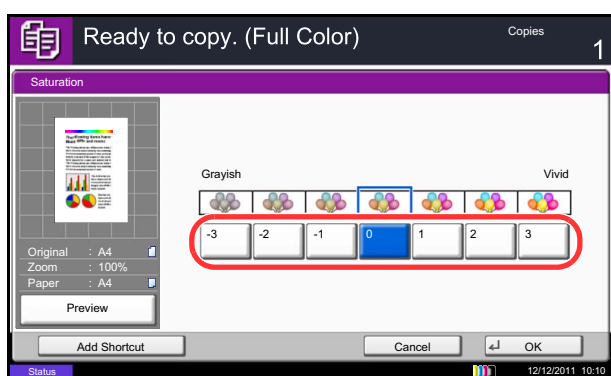 Ready to copy. (Full Color)
Copies
1
Saturation
Grayish
Vivid
-3 -2 -1 0 1 2 3
Original : A4
Zoom : 100%
Paper : A4
Preview
Add Shortcut
Cancel
OK
Status
12/12/2011 10:10